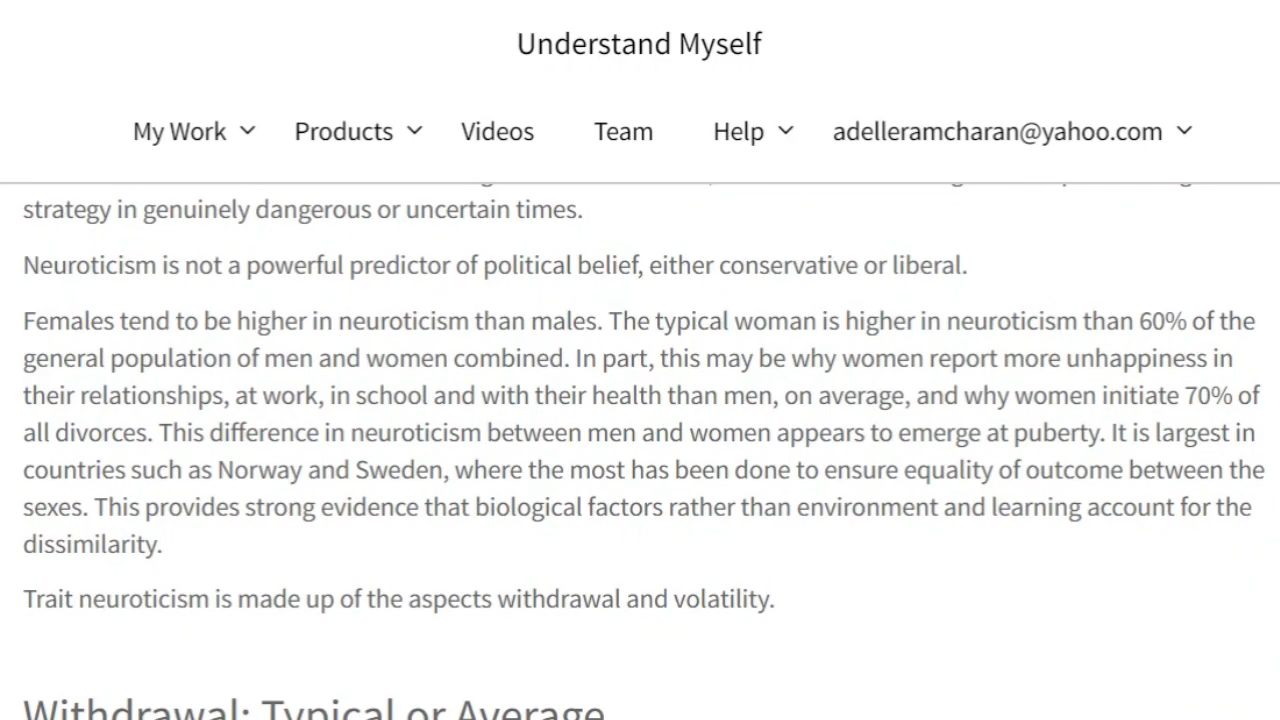 Understand Myself
My Work
Products
Videos
Team
Help
adelleramcharan@yahoo.com
strategy in genuinely dangerous or uncertain times.
Neuroticism is not a powerful predictor of political belief, either conservative or liberal.
Females tend to be higher in neuroticism than males. The typical woman is higher in neuroticism than 60% of the
general population of men and women combined. In part, this may be why women report more unhappiness in
their relationships, at work, in school and with their health than men, on average, and why women initiate 70% of
all divorces. This difference in neuroticism between men and women appears to emerge at puberty. It is largest in
countries such as Norway and Sweden, where the most has been done to ensure equality of outcome between the
sexes. This provides strong evidence that biological factors rather than environment and learning account for the
dissimilarity.
Trait neuroticism is made up of the aspects withdrawal and volatility.
Withdrawal: Typical or Average